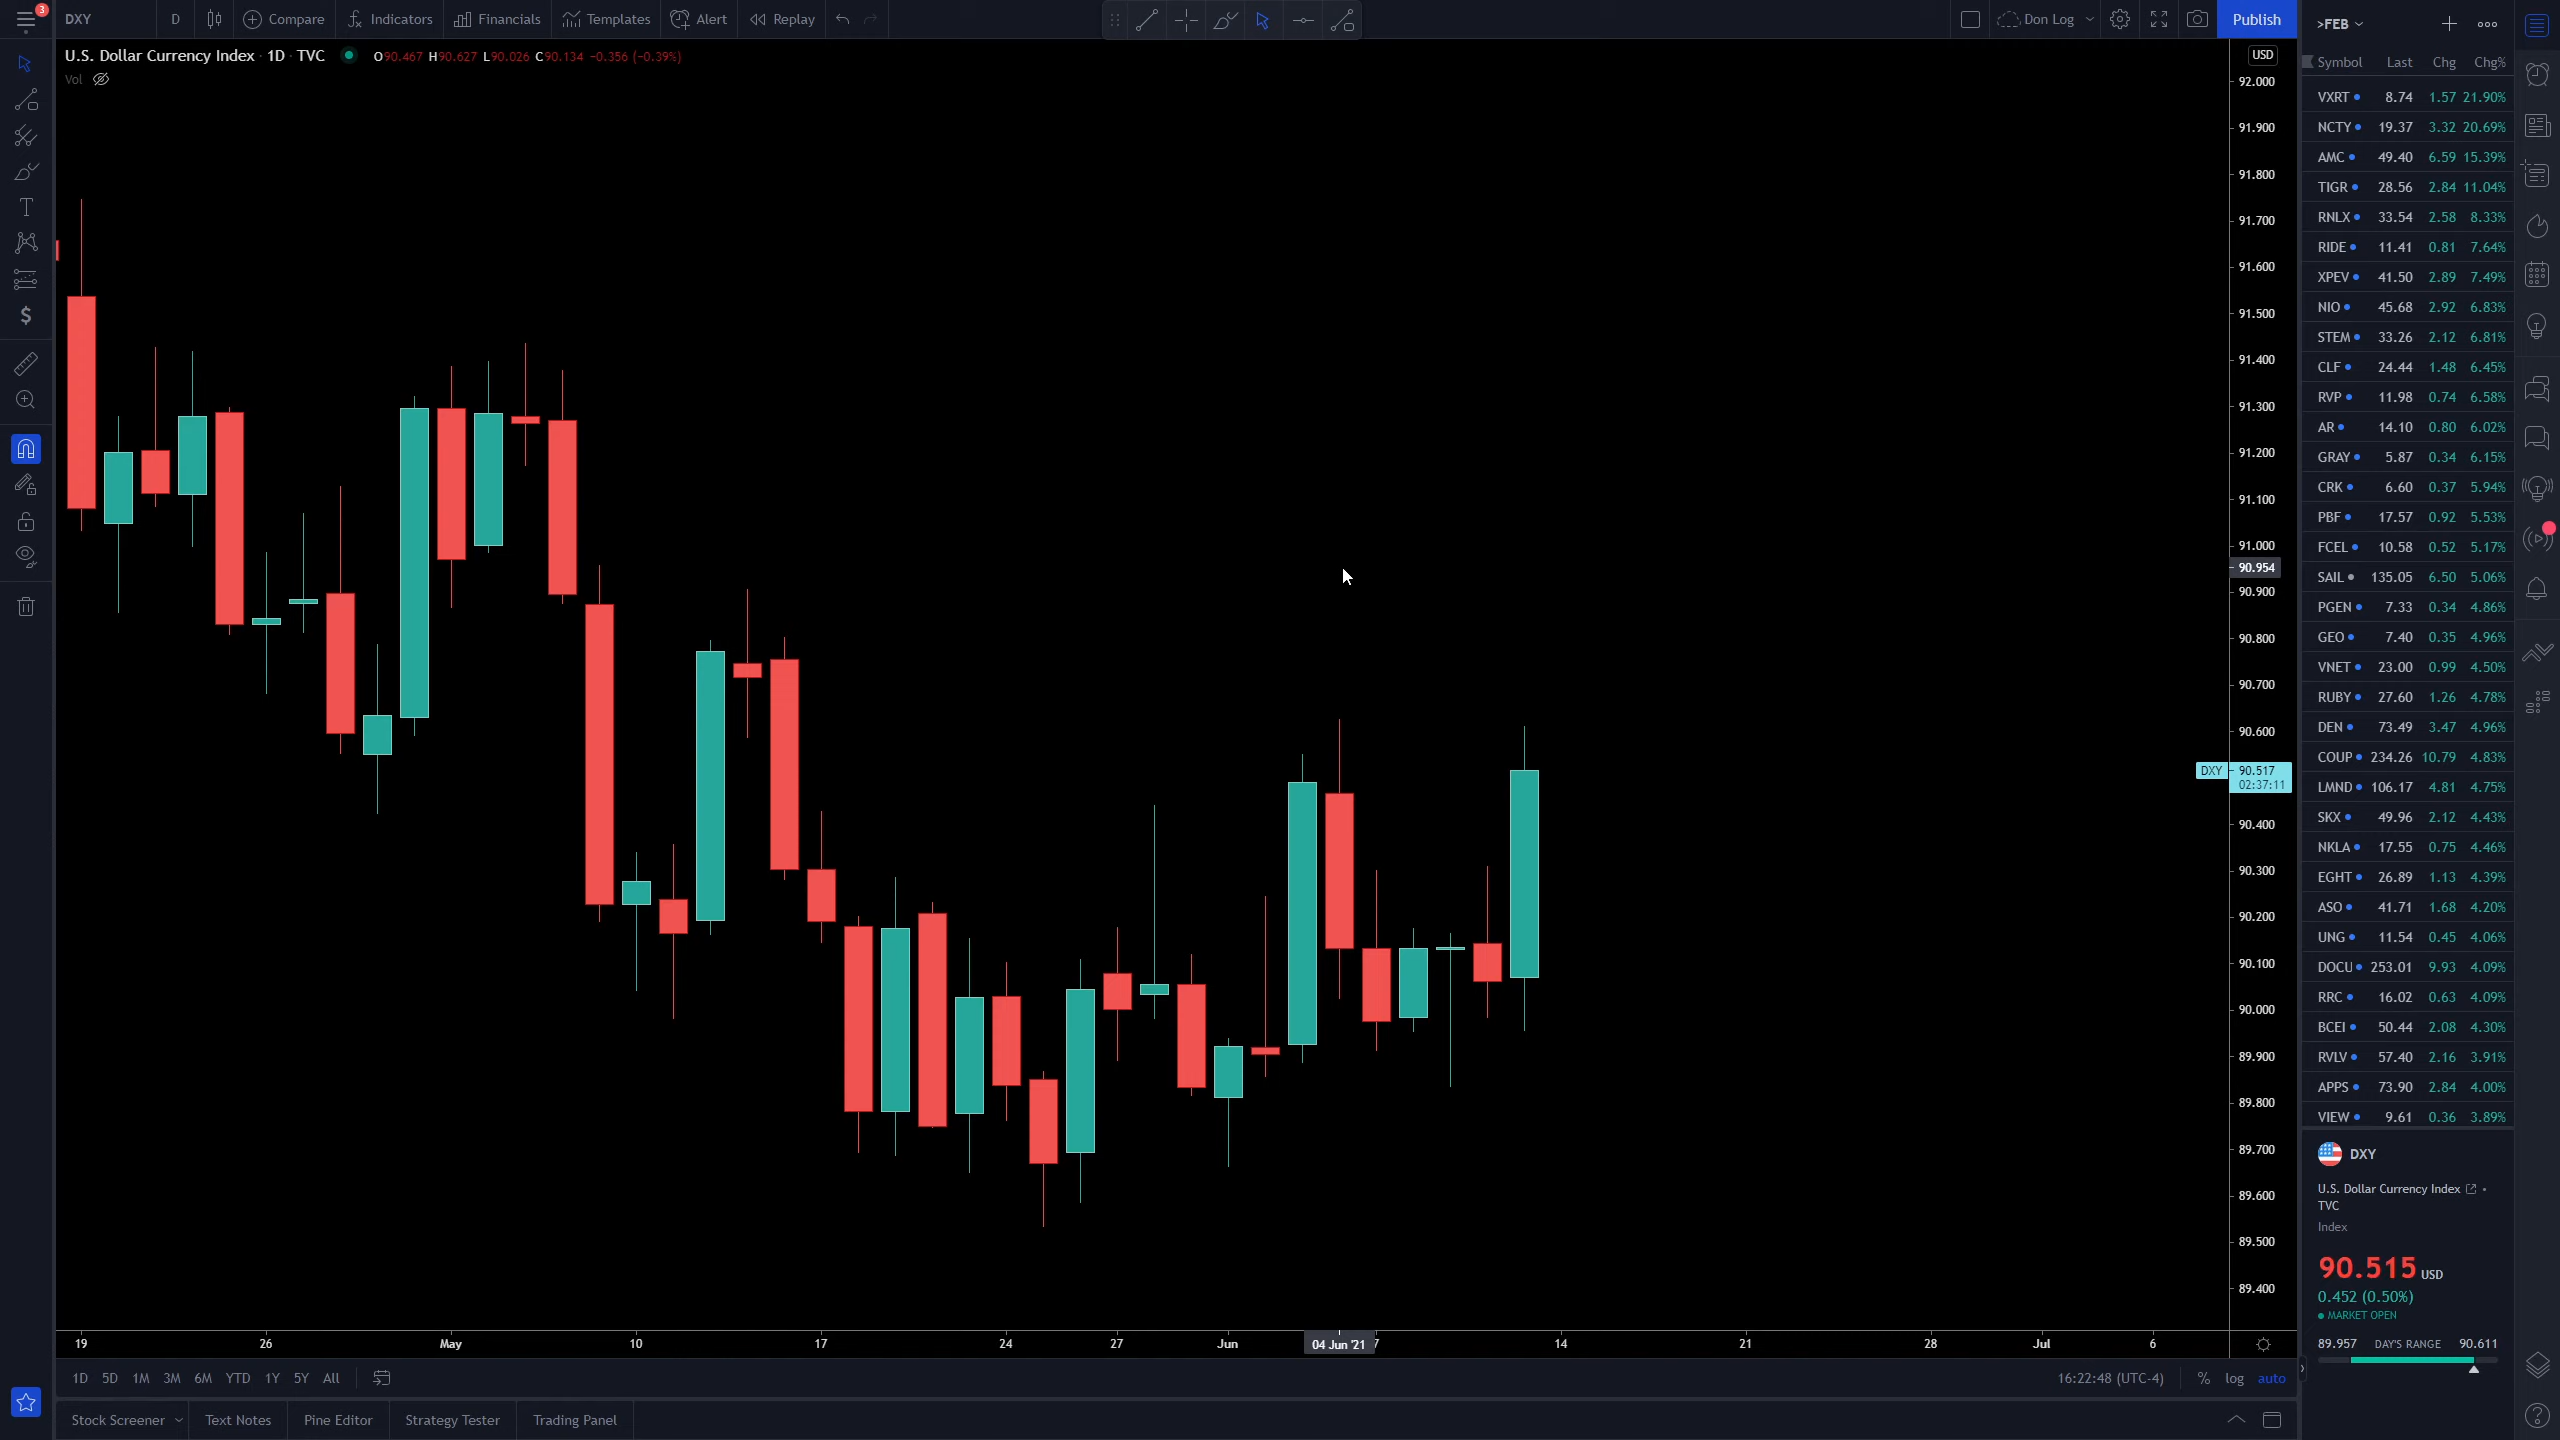 3
DXY
D
Compare
Indicators
Financials
Templates
Alert
Replay
Don Log
Publish
U.S. Dollar Currency Index · 1D · TVC
O90.467 H90.627 L90.026 C90.134 −0.356 (−0.39%)
Vol
USD
92.000
91.900
91.800
91.700
91.600
91.500
91.400
91.300
91.200
91.100
91.000
90.954
90.900
90.800
90.700
90.600
DXY 90.517
02:37:11
90.400
90.300
90.200
90.100
90.000
89.900
89.800
89.700
89.600
89.500
89.400
19 26 May 10 17 24 27 Jun 04 Jun '21 7 14 21 28 Jul 6
1D 5D 1M 3M 6M YTD 1Y 5Y All
16:22:48 (UTC-4) % log auto
Stock Screener Text Notes Pine Editor Strategy Tester Trading Panel
>FEB
Symbol Last Chg Chg%
VXRT 8.74 1.57 21.90%
NCTY 19.37 3.32 20.69%
AMC 49.40 6.59 15.39%
TIGR 28.56 2.84 11.04%
RNLX 33.54 2.58 8.33%
RIDE 11.41 0.81 7.64%
XPEV 41.50 2.89 7.49%
NIO 45.68 2.92 6.83%
STEM 33.26 2.12 6.81%
CLF 24.44 1.48 6.45%
RVP 11.98 0.74 6.58%
AR 14.10 0.80 6.02%
GRAY 5.87 0.34 6.15%
CRK 6.60 0.37 5.94%
PBF 17.57 0.92 5.53%
FCEL 10.58 0.52 5.17%
SAIL 135.05 6.50 5.06%
PGEN 7.33 0.34 4.86%
GEO 7.40 0.35 4.96%
VNET 23.00 0.99 4.50%
RUBY 27.60 1.26 4.78%
DEN 73.49 3.47 4.96%
COUP 234.26 10.79 4.83%
LMND 106.17 4.81 4.75%
SKX 49.96 2.12 4.43%
NKLA 17.55 0.75 4.46%
EGHT 26.89 1.13 4.39%
ASO 41.71 1.68 4.20%
UNG 11.54 0.45 4.06%
DOCU 253.01 9.93 4.09%
RRC 16.02 0.63 4.09%
BCEI 50.44 2.08 4.30%
RVLV 57.40 2.16 3.91%
APPS 73.90 2.84 4.00%
VIEW 9.61 0.36 3.89%
DXY
U.S. Dollar Currency Index •
TVC
Index
90.515 USD
0.452 (0.50%)
MARKET OPEN
89.957 DAY'S RANGE 90.611